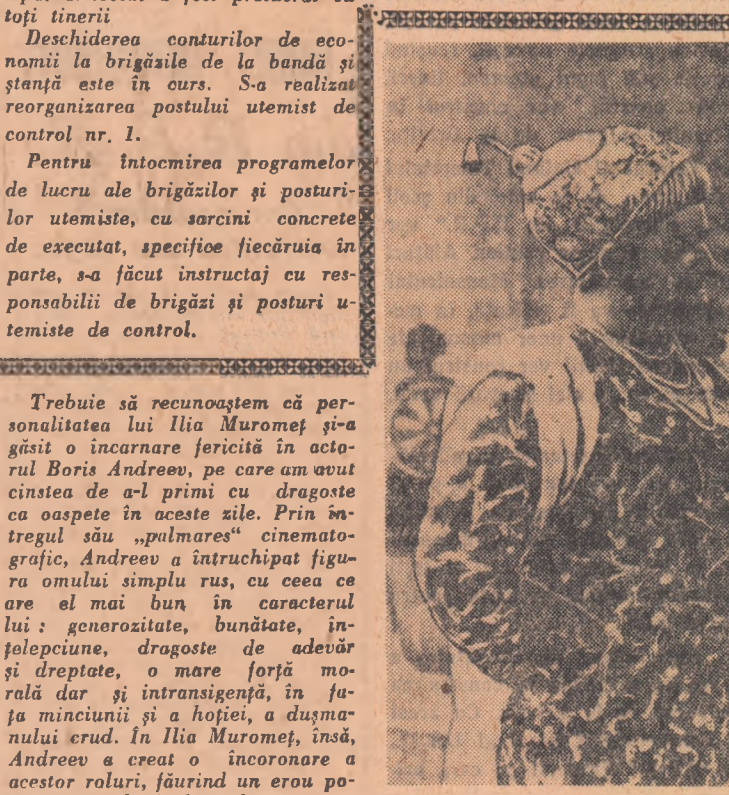 toți tinerii
Deschiderea conturilor de eco-
nomii la brigăzile de la bandă și
ștanță este în curs. S-a realizat
reorganizarea postului utemist de
control nr. 1.
Pentru întocmirea programelor
de lucru ale brigăzilor și posturi-
lor utemiste, cu sarcini concrete
de executat, specifice fiecăruia în
parte, s-a făcut instructaj cu res-
ponsabilii de brigăzi și posturi u-
temiste de control.
Trebuie să recunoaștem că per-
sonalitatea lui Ilia Muromeț și-a
găsit o încarnare fericită în acto-
rul Boris Andreev, pe care am avut
cinstea de a-l primi cu dragoste
ca oaspete în aceste zile. Prin în-
tregul său „palmares“ cinemato-
grafic, Andreev a întruchipat figu-
ra omului simplu rus, cu ceea ce
are el mai bun în caracterul
lui : generozitate, bunătate, în-
țelepciune, dragoste de adevăr
și dreptate, o mare forță mo-
rală dar și intransigență, în fa-
ța minciunii și a hoției, a dușma-
nului crud. În Ilia Muromeț, însă,
Andreev a creat o încoronare a
acestor roluri, făurind un erou po-